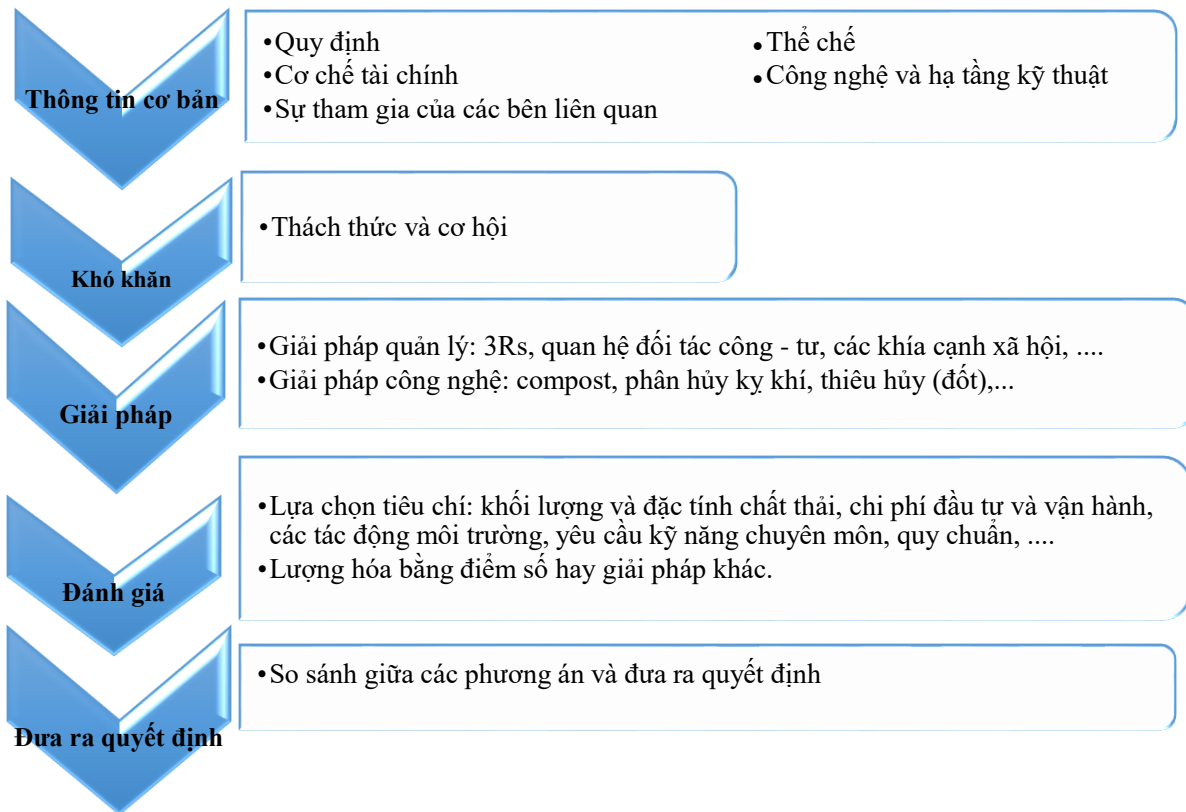 Thông tin cơ bản
•Quy định
•Cơ chế tài chính
•Sự tham gia của các bên liên quan
•Thể chế
•Công nghệ và hạ tầng kỹ thuật
Khó khăn
•Thách thức và cơ hội
Giải pháp
•Giải pháp quản lý: 3Rs, quan hệ đối tác công - tư, các khía cạnh xã hội, ....
•Giải pháp công nghệ: compost, phân hủy kỵ khí, thiêu hủy (đốt),...
Đánh giá
•Lựa chọn tiêu chí: khối lượng và đặc tính chất thải, chi phí đầu tư và vận hành,
các tác động môi trường, yêu cầu kỹ năng chuyên môn, quy chuẩn, ....
•Lượng hóa bằng điểm số hay giải pháp khác.
Đưa ra quyết định
•So sánh giữa các phương án và đưa ra quyết định